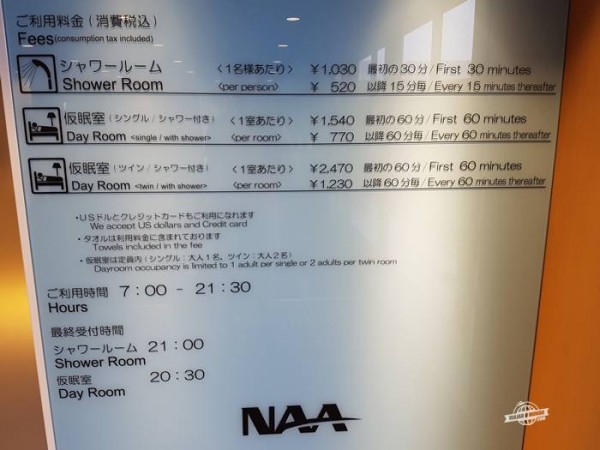 ご利用料金 (消費税込)
Fees(consumption tax included)
シャワールーム 〈1名様あたり〉 ¥1,030 最初の30分/First 30 minutes
Shower Room 〈per person〉 ¥ 520 以降15分毎/Every 15 minutes thereafter
仮眠室 (シングル/シャワー付き) 〈1室あたり〉 ¥1,540 最初の60分/First 60 minutes
Day Room <single / with shower> 〈per room〉 ¥ 770 以降60分毎/Every 60 minutes thereafter
仮眠室 (ツイン/シャワー付き) 〈1室あたり〉 ¥2,470 最初の60分/First 60 minutes
Day Room <twin / with shower> 〈per room〉 ¥1,230 以降60分毎/Every 60 minutes thereafter
・USドルとクレジットカードもご利用になれます
We accept US dollars and Credit card
・タオルは利用料金に含まれております
Towels included in the fee
・仮眠室は定員内(シングル:大人1名、ツイン:大人2名)
Dayroom occupancy is limited to 1 adult per single or 2 adults per twin room
ご利用時間 7:00 - 21:30
Hours
最終受付時間
シャワールーム 21:00
Shower Room
仮眠室 20:30
Day Room
NAA